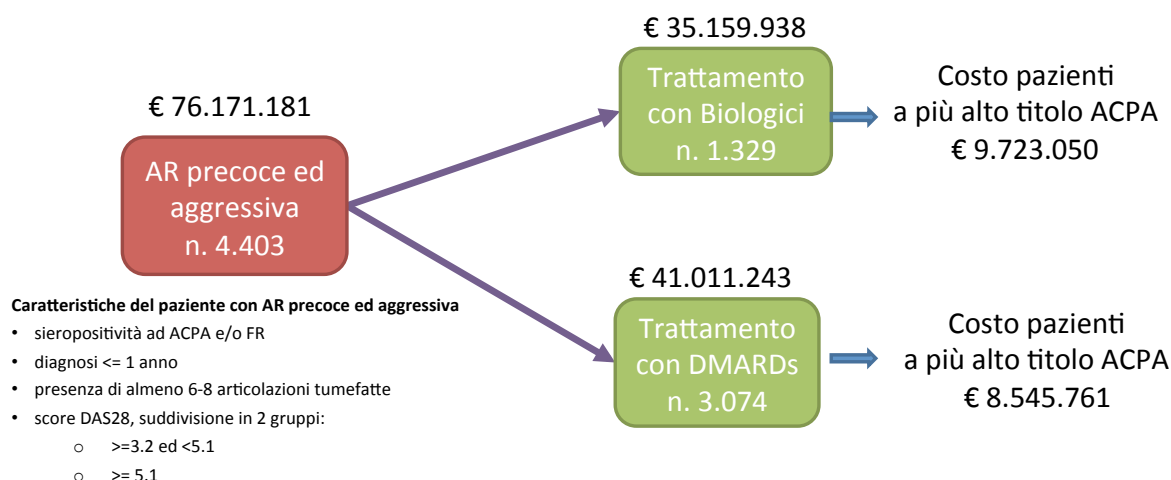 € 76.171.181
AR precoce ed
aggressiva
n. 4.403
€ 35.159.938
Trattamento
con Biologici
n. 1.329
Costo pazienti
a più alto titolo ACPA
€ 9.723.050
€ 41.011.243
Trattamento
con DMARDs
n. 3.074
Costo pazienti
a più alto titolo ACPA
€ 8.545.761
Caratteristiche del paziente con AR precoce ed aggressiva
• sieropositività ad ACPA e/o FR
• diagnosi <= 1 anno
• presenza di almeno 6-8 articolazioni tumefatte
• score DAS28, suddivisione in 2 gruppi:
o >=3.2 ed <5.1
o >= 5.1